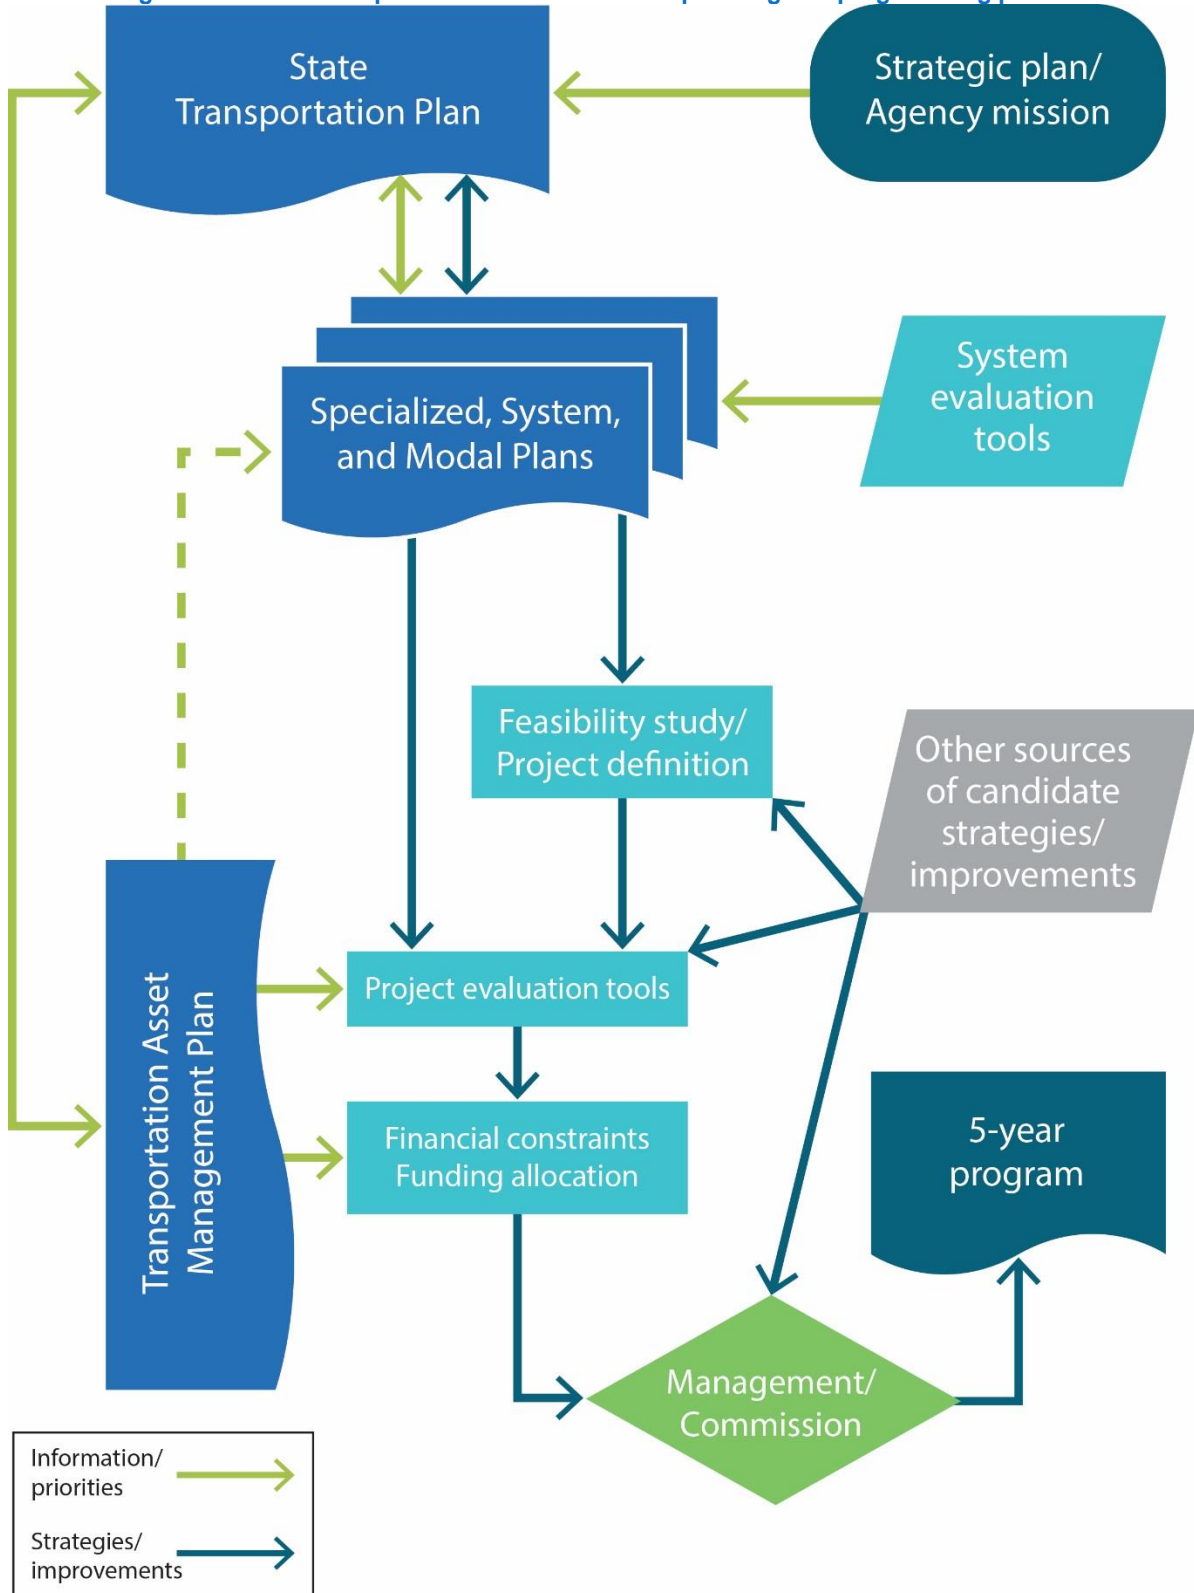 State
Transportation Plan
Strategic plan/
Agency mission
Specialized, System,
and Modal Plans
System
evaluation
tools
Feasibility study/
Project definition
Other sources
of candidate
strategies/
improvements
Transportation Asset
Management Plan
Project evaluation tools
Financial constraints
Funding allocation
5-year
program
Management/
Commission
Information/
priorities
Strategies/
improvements